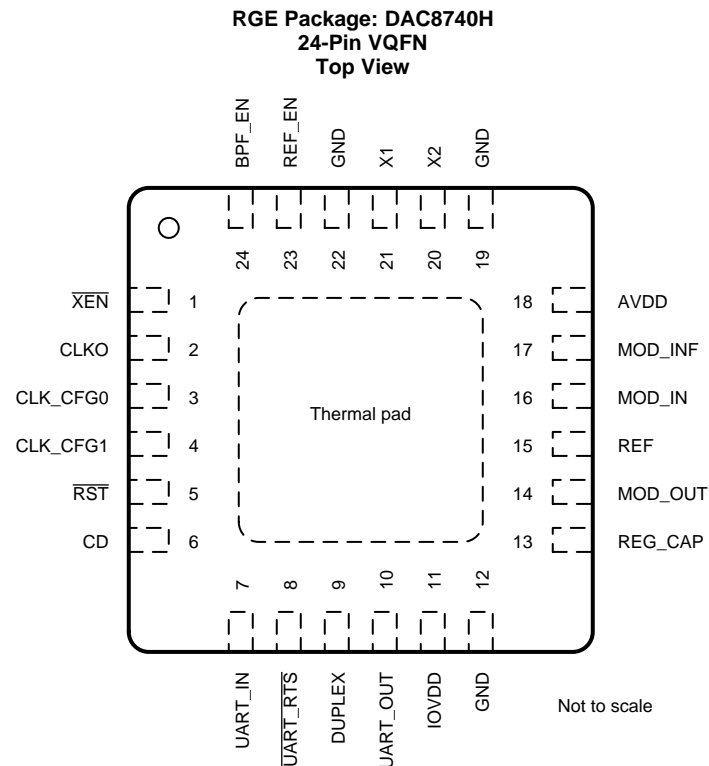 RGE Package: DAC8740H
24-Pin VQFN
Top View
BPF_EN
REF_EN
GND
X1
X2
GND
24
23
22
21
20
19
XEN
1
CLKO
2
CLK_CFG0
3
CLK_CFG1
4
RST
5
CD
6
Thermal pad
18
AVDD
17
MOD_INF
16
MOD_IN
15
REF
14
MOD_OUT
13
REG_CAP
7
8
9
10
11
12
UART_IN
UART_RTS
DUPLEX
UART_OUT
IOVDD
GND
Not to scale